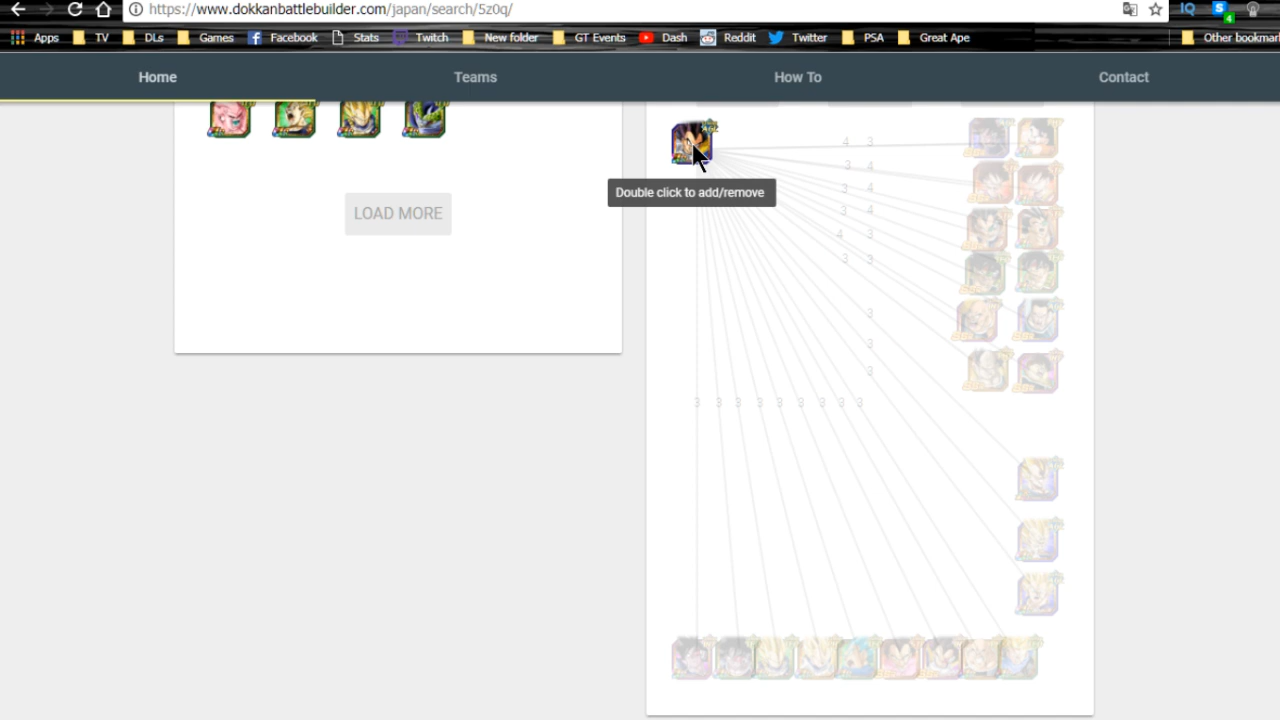 https://www.dokkanbattlebuilder.com/japan/search/5z0q/
Apps TV DLs Games Facebook Stats Twitch New folder GT Events Dash Reddit Twitter PSA Great Ape Other bookmar
IQ S 4
Home Teams How To Contact
LOAD MORE
Double click to add/remove
4 3
3 4
3 4
3 4
4 3
3 3
3
3
3
3 3 3 3 3 3 3 3 3